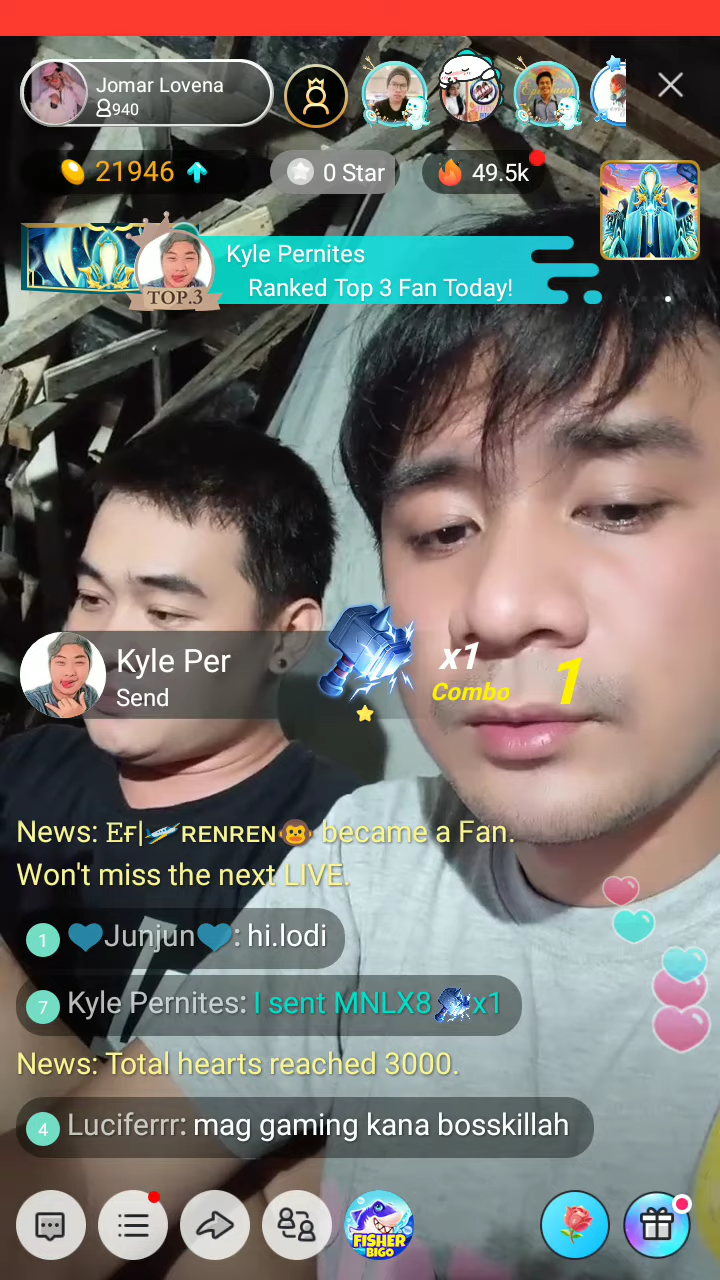 Jomar Lovena
940
21946
0 Star
49.5k
Kyle Pernites
Ranked Top 3 Fan Today!
TOP.3
Kyle Per
Send
x1
Combo 1
News: Er|✈️RENREN🐵 became a Fan.
Won't miss the next LIVE.
1 💙Junjun💙: hi.lodi
7 Kyle Pernites: I sent MNLX8 x1
News: Total hearts reached 3000.
4 Luciferrr: mag gaming kana bosskillah
FISHER
BIGO